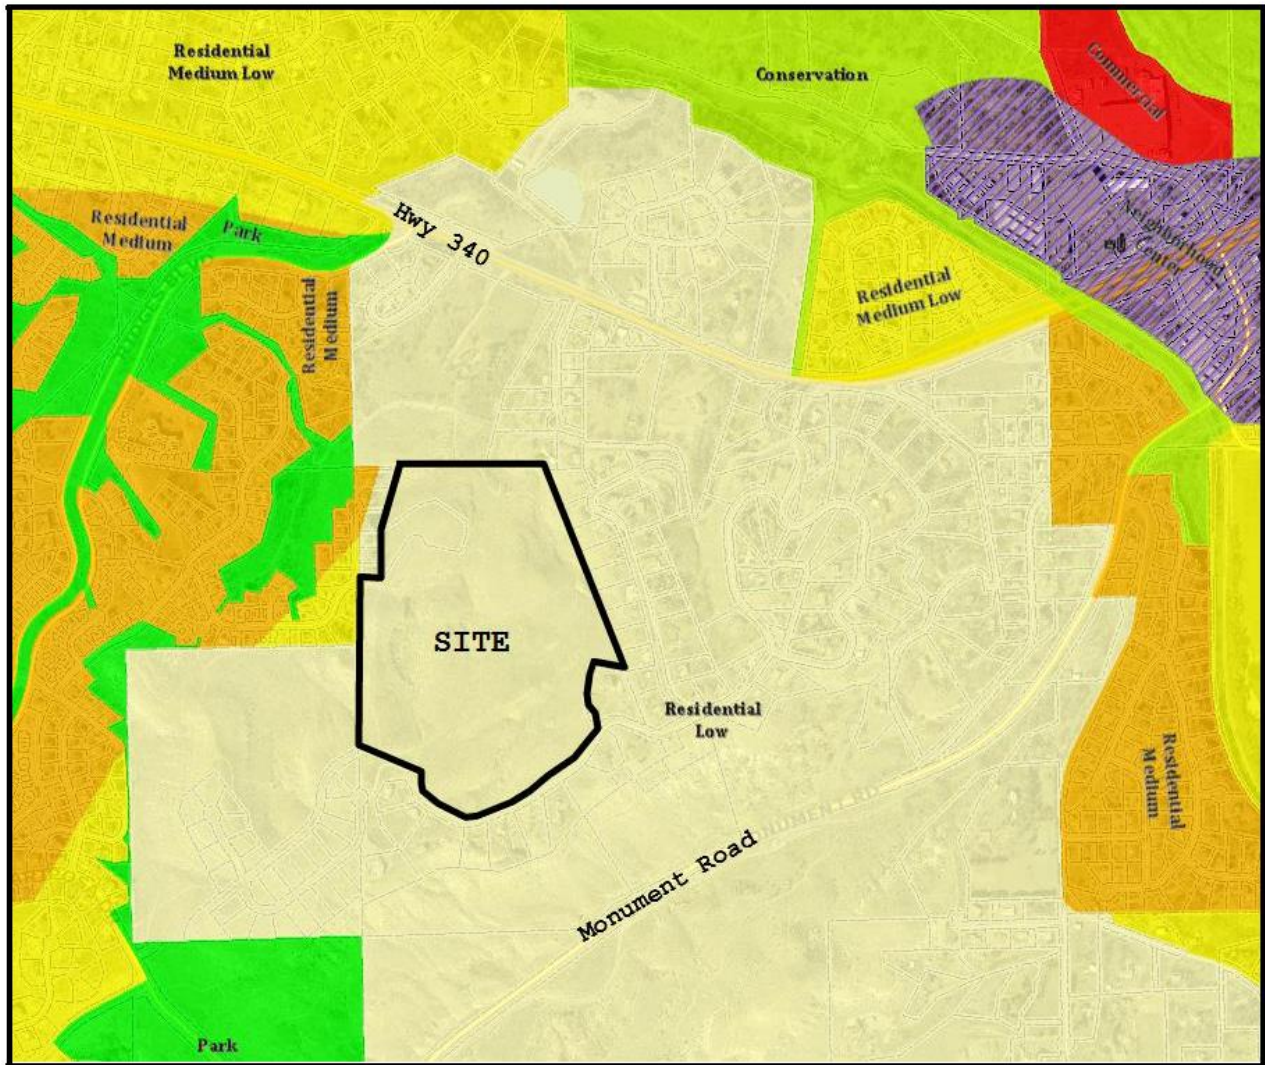 Residential
Medium Low
Conservation
Commercial
Residential
Medium
Park
Hwy 340
Neighborhood
Center
Residential
Medium Low
Residential
Medium
SITE
Residential
Low
Residential
Medium
Monument Road
Park